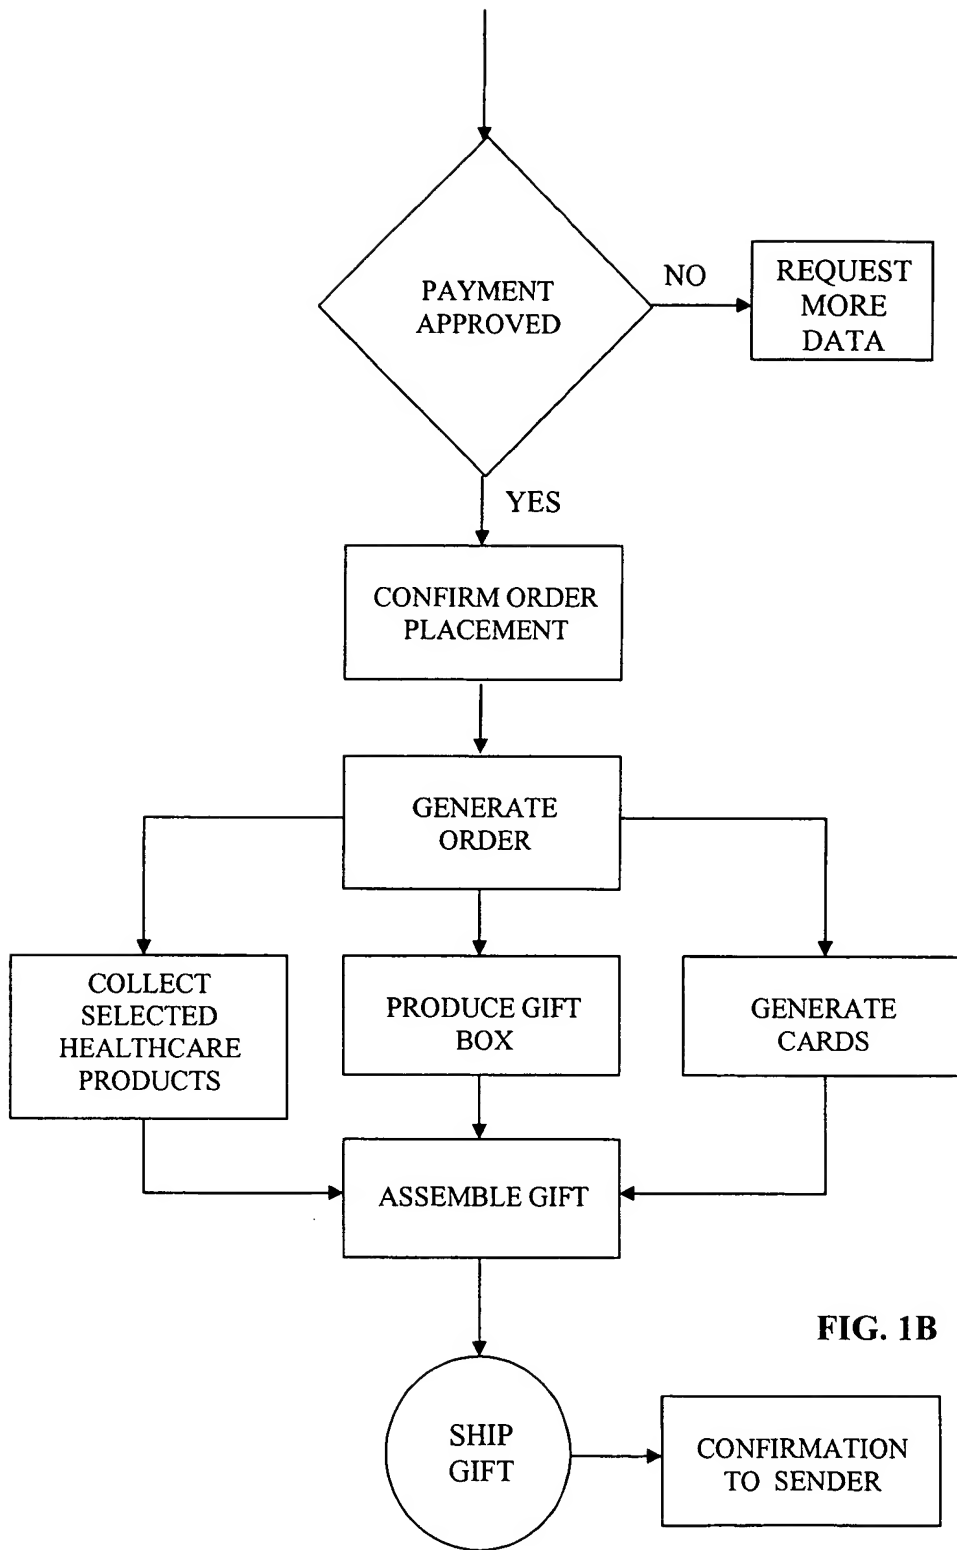 PAYMENT
APPROVED
NO
REQUEST
MORE
DATA
YES
CONFIRM ORDER
PLACEMENT
GENERATE
ORDER
COLLECT
SELECTED
HEALTHCARE
PRODUCTS
PRODUCE GIFT
BOX
GENERATE
CARDS
ASSEMBLE GIFT
FIG. 1B
SHIP
GIFT
CONFIRMATION
TO SENDER